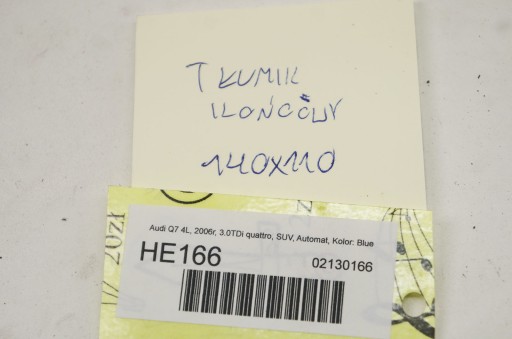 TŁUMIK
KOŃCOWY
140X110
Audi Q7 4L, 2006r, 3.0TDi quattro, SUV, Automat, Kolor: Blue
HE166
02130166